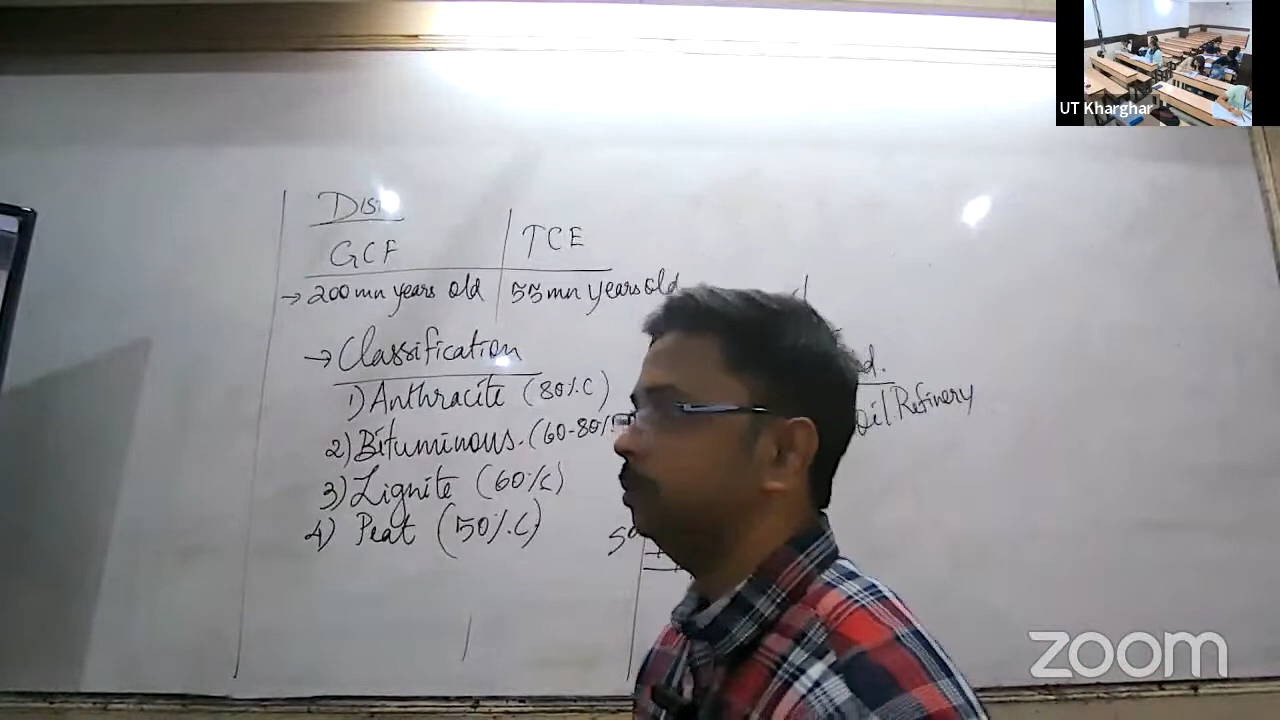 UT Kharghar
GCF
TCE
→ 200 mn years old
55 mn years old
→ Classification
1) Anthracite (80%.C)
2) Bituminous. (60-80%
3) Lignite (60%C)
4) Peat (50%.C)
Oil Refinery
zoom